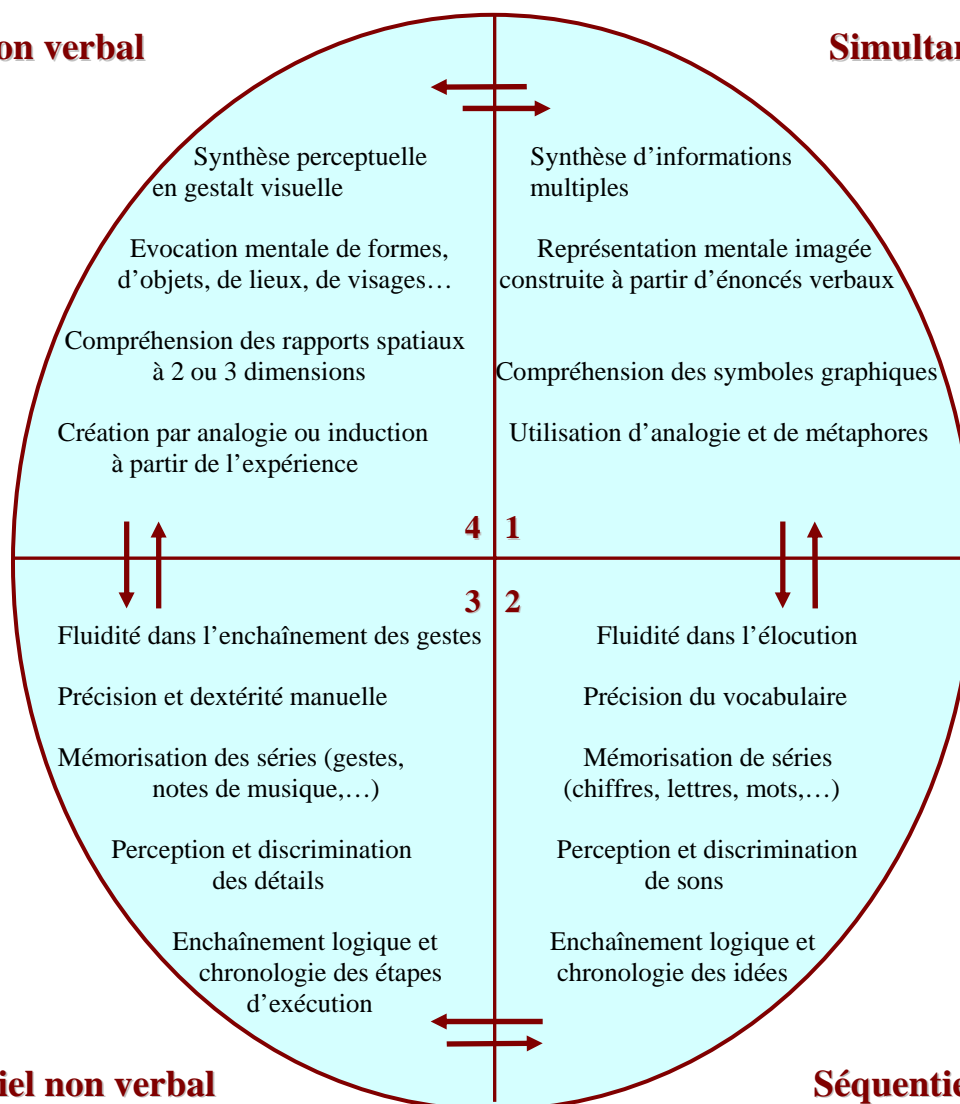 on verbal
Simultan
Synthèse perceptuelle
en gestalt visuelle
Evocation mentale de formes,
d'objets, de lieux, de visages…
Compréhension des rapports spatiaux
à 2 ou 3 dimensions
Création par analogie ou induction
à partir de l'expérience
4
Synthèse d'informations
multiples
Représentation mentale imagée
construite à partir d'énoncés verbaux
Compréhension des symboles graphiques
Utilisation d'analogie et de métaphores
1
3
Fluidité dans l'enchaînement des gestes
Précision et dextérité manuelle
Mémorisation des séries (gestes,
notes de musique,…)
Perception et discrimination
des détails
Enchaînement logique et
chronologie des étapes
d'exécution
2
Fluidité dans l'élocution
Précision du vocabulaire
Mémorisation de séries
(chiffres, lettres, mots,…)
Perception et discrimination
de sons
Enchaînement logique et
chronologie des idées
iel non verbal
Séquentie